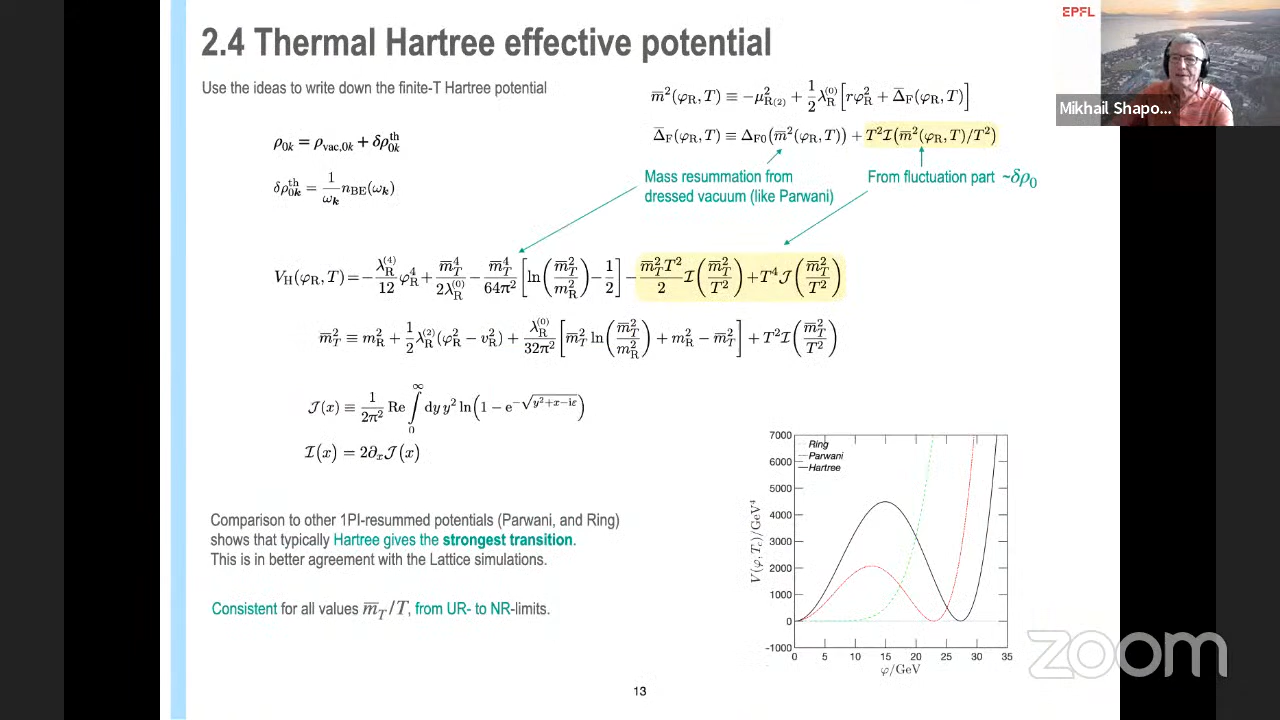 EPFL
Mikhail Shapo...
2.4 Thermal Hartree effective potential
Use the ideas to write down the finite-T Hartree potential
m̅²(φ_R, T) ≡ −μ²_R(2) + 1/2 λ_R^(0) [rφ²_R + Δ̅_F(φ_R, T)]
Δ̅_F(φ_R, T) ≡ Δ_F0(m̅²(φ_R, T)) + T²ℐ(m̅²(φ_R, T)/T²)
ρ_0k = ρ_vac,0k + δρ^th_0k
δρ^th_0k = 1/ω_k n_BE(ω_k)
Mass resummation from
dressed vacuum (like Parwani)
From fluctuation part ~δρ₀
V_H(φ_R, T) = −λ_R^(4)/12 φ⁴_R + m̅⁴_T/2λ_R^(0) − m̅⁴_T/64π² [ln(m̅²_T/m²_R) − 1/2] − m̅²_T T²/2 ℐ(m̅²_T/T²) + T⁴𝒥(m̅²_T/T²)
m̅²_T ≡ m²_R + 1/2 λ_R^(2)(φ²_R − v²_R) + λ_R^(0)/32π² [m̅²_T ln(m̅²_T/m²_R) + m²_R − m̅²_T] + T²ℐ(m̅²_T/T²)
𝒥(x) ≡ 1/2π² Re ∫₀^∞ dy y² ln(1 − e^−√(y²+x−iε))
ℐ(x) = 2∂ₓ𝒥(x)
Comparison to other 1PI-resummed potentials (Parwani, and Ring)
shows that typically Hartree gives the strongest transition.
This is in better agreement with the Lattice simulations.
Consistent for all values m̅_T/T, from UR- to NR-limits.
Ring
Parwani
Hartree
V(φ, T_c)/GeV⁴
7000
6000
5000
4000
3000
2000
1000
0
−1000
0 5 10 15 20 25 30 35
φ/GeV
zoom
13